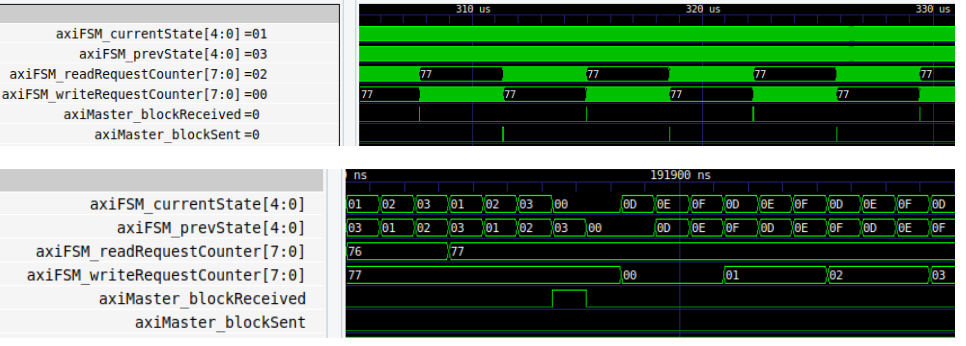 310 us 320 us 330 us
axiFSM_currentState[4:0] =01
axiFSM_prevState[4:0] =03
axiFSM_readRequestCounter[7:0] =02 77 77 77 77
axiFSM_writeRequestCounter[7:0] =00 77 77 77 77
axiMaster_blockReceived =0
axiMaster_blockSent =0
ns 191900 ns
axiFSM_currentState[4:0] 01 02 03 01 02 03 00 0D 0E 0F 0D 0E 0F 0D 0E 0F 0D
axiFSM_prevState[4:0] 03 01 02 03 01 02 03 00 0D 0E 0F 0D 0E 0F 0D 0E 0F
axiFSM_readRequestCounter[7:0] 76 77
axiFSM_writeRequestCounter[7:0] 77 00 01 02 03
axiMaster_blockReceived
axiMaster_blockSent